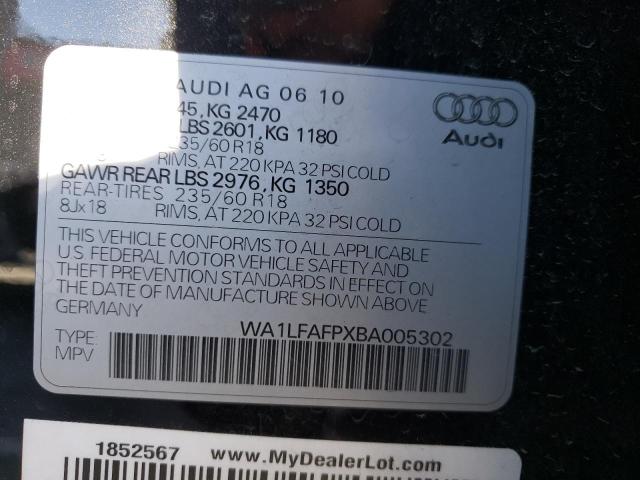 AUDI AG 06 10
45, KG 2470
LBS 2601, KG 1180
235/60 R18
RIMS, AT 220 KPA 32 PSI COLD
GAWR REAR LBS 2976, KG 1350
REAR-TIRES 235/60 R18
8Jx18 RIMS, AT 220 KPA 32 PSI COLD
THIS VEHICLE CONFORMS TO ALL APPLICABLE
U.S. FEDERAL MOTOR VEHICLE SAFETY AND
THEFT PREVENTION STANDARDS IN EFFECT ON
THE DATE OF MANUFACTURE SHOWN ABOVE
GERMANY
WA1LFAFPXBA005302
TYPE
MPV
Audi
1852567 www.MyDealerLot.com